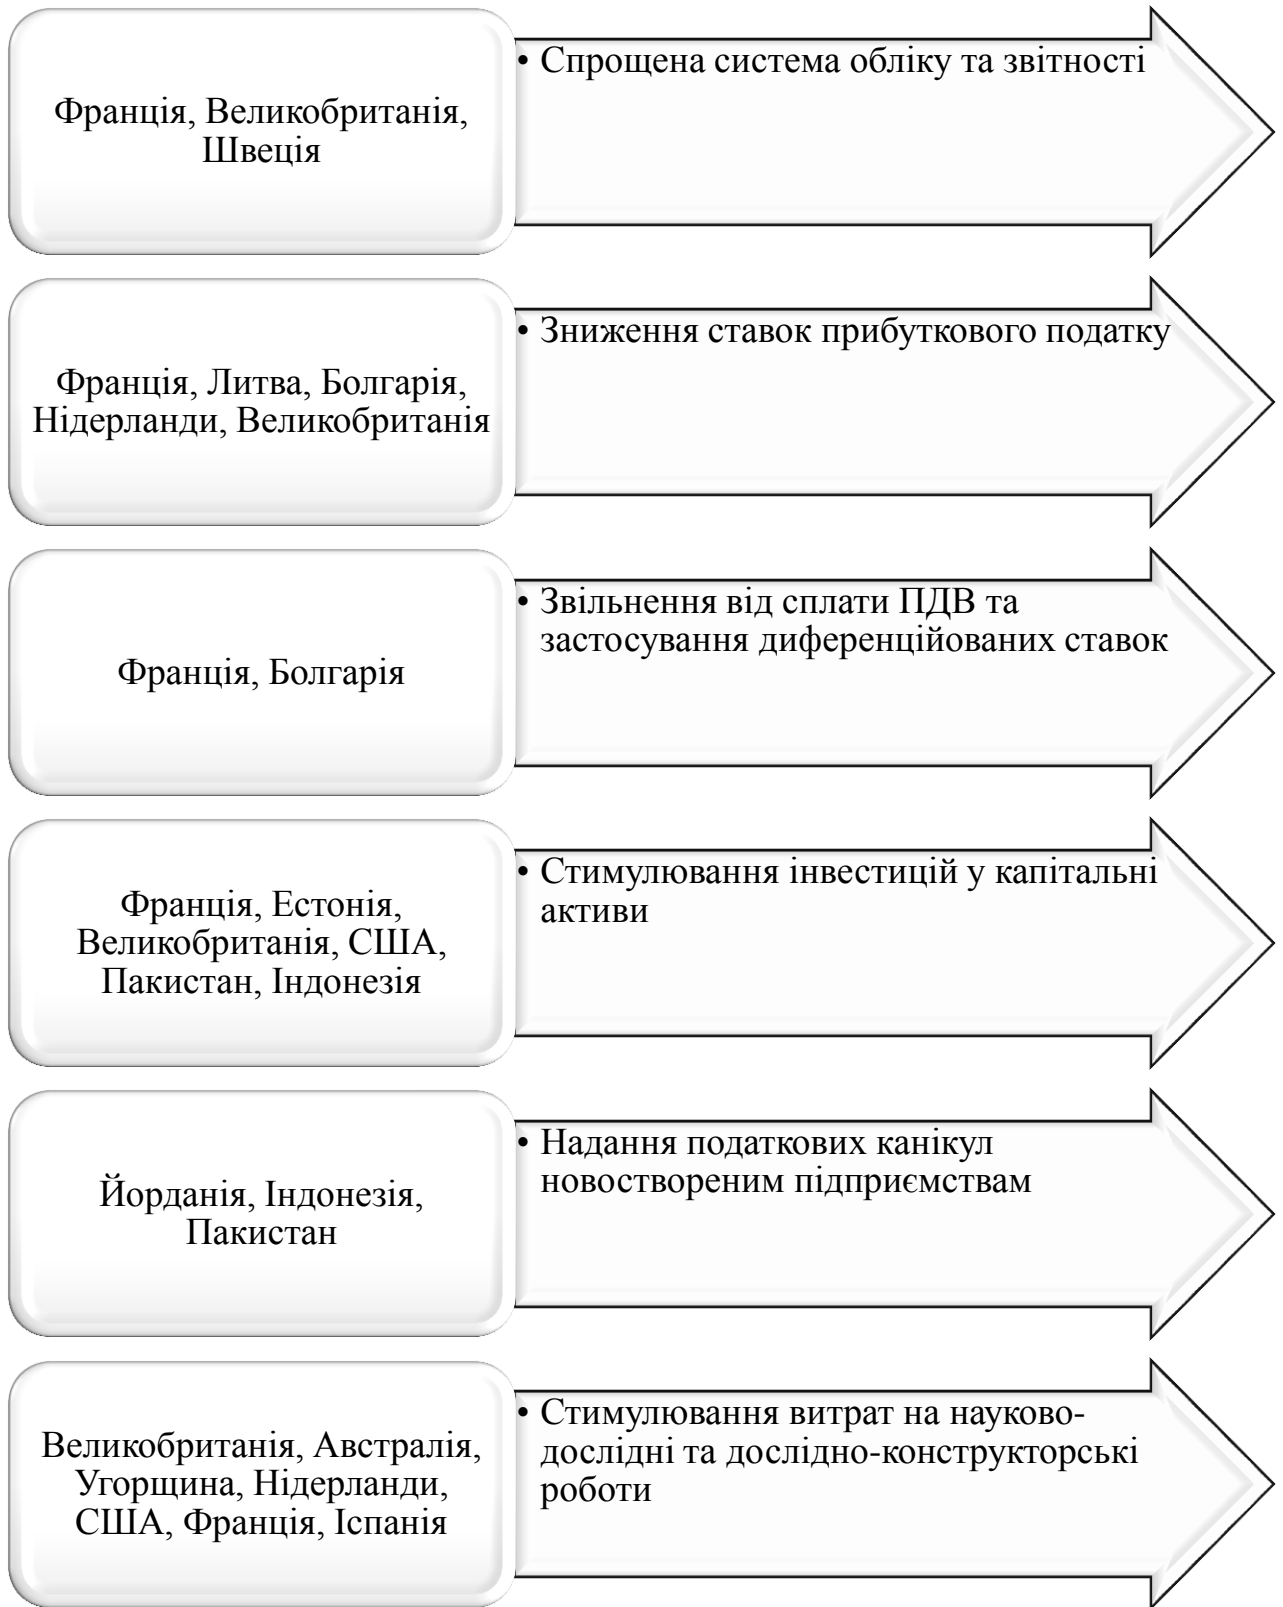 Франція, Великобританія,
Швеція
• Спрощена система обліку та звітності
Франція, Литва, Болгарія,
Нідерланди, Великобританія
• Зниження ставок прибуткового податку
Франція, Болгарія
• Звільнення від сплати ПДВ та
застосування диференційованих ставок
Франція, Естонія,
Великобританія, США,
Пакистан, Індонезія
• Стимулювання інвестицій у капітальні
активи
Йорданія, Індонезія,
Пакистан
• Надання податкових канікул
новоствореним підприємствам
Великобританія, Австралія,
Угорщина, Нідерланди,
США, Франція, Іспанія
• Стимулювання витрат на науково-
дослідні та дослідно-конструкторські
роботи